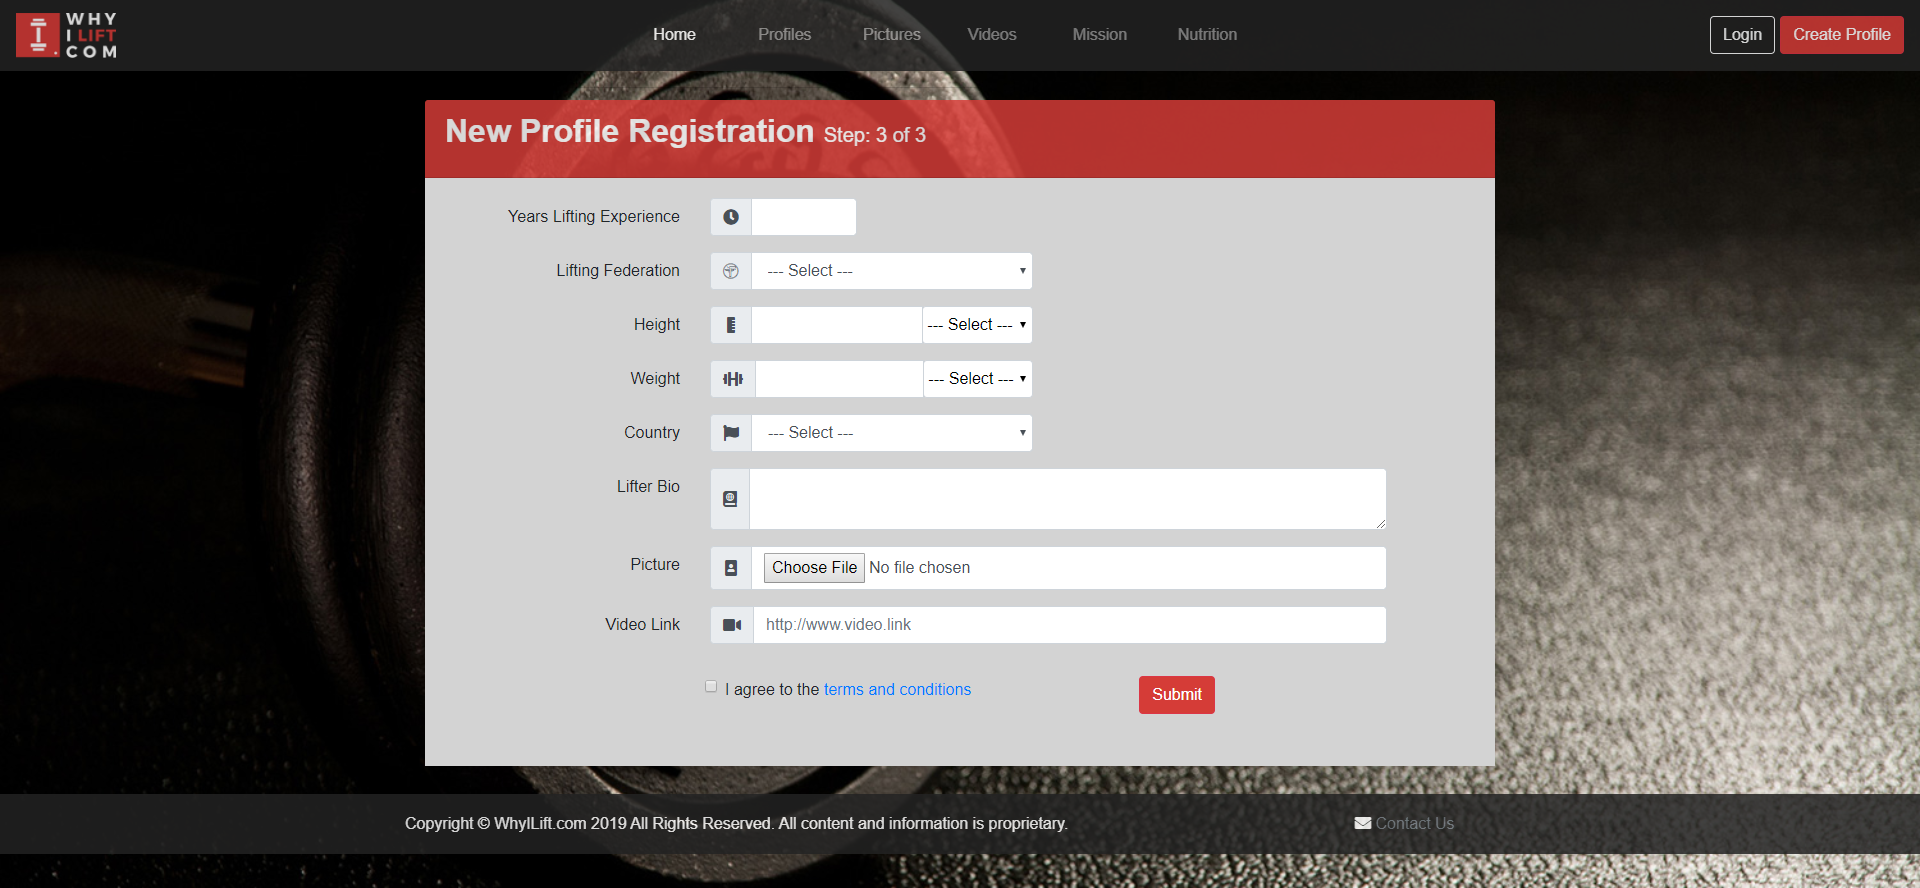 WHY
I LIFT
.COM
Home Profiles Pictures Videos Mission Nutrition
Login Create Profile
New Profile Registration Step: 3 of 3
Years Lifting Experience
Lifting Federation --- Select ---
Height --- Select ---
Weight --- Select ---
Country --- Select ---
Lifter Bio
Picture Choose File No file chosen
Video Link http://www.video.link
I agree to the terms and conditions Submit
Copyright © WhyILift.com 2019 All Rights Reserved. All content and information is proprietary. Contact Us